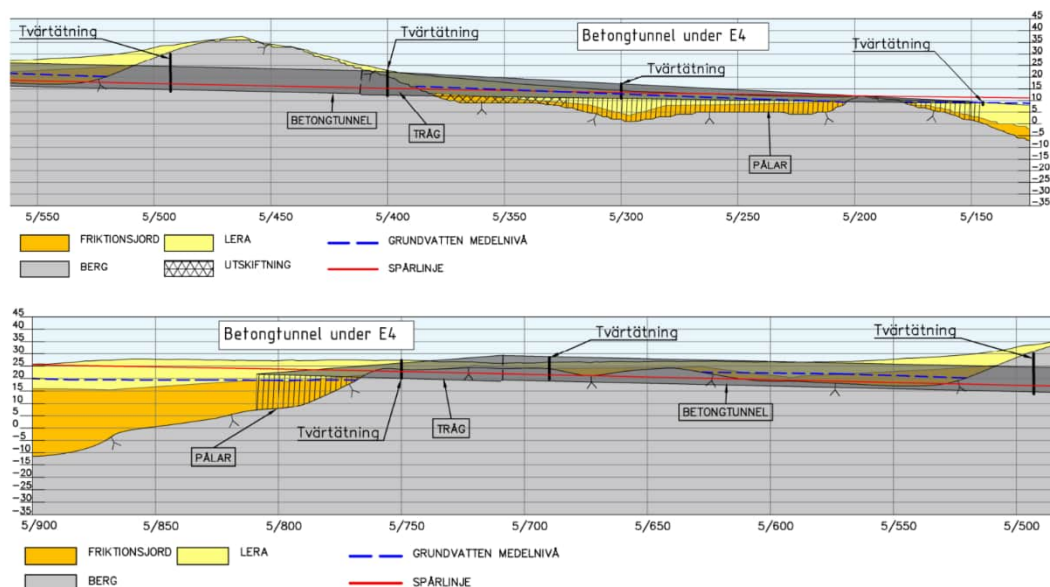 Tvärtätning
Tvärtätning
Betongtunnel under E4
Tvärtätning
Tvärtätning
BETONGTUNNEL
TRÅG
PÅLAR
45
35
30
25
20
15
10
5
0
-5
-10
-15
-20
-25
-30
-35
5/550 5/500 5/450 5/400 5/350 5/300 5/250 5/200 5/150
FRIKTIONSJORD LERA GRUNDVATTEN MEDELNIVÅ
BERG UTSKIFTNING SPÅRLINJE
45
40
35
30
25
20
15
10
5
0
-5
-10
-15
-20
-25
-30
-35
Betongtunnel under E4
Tvärtätning
Tvärtätning
Tvärtätning
TRÅG
BETONGTUNNEL
PÅLAR
5/900 5/850 5/800 5/750 5/700 5/650 5/600 5/550 5/500
FRIKTIONSJORD LERA GRUNDVATTEN MEDELNIVÅ
BERG SPÅRLINJE